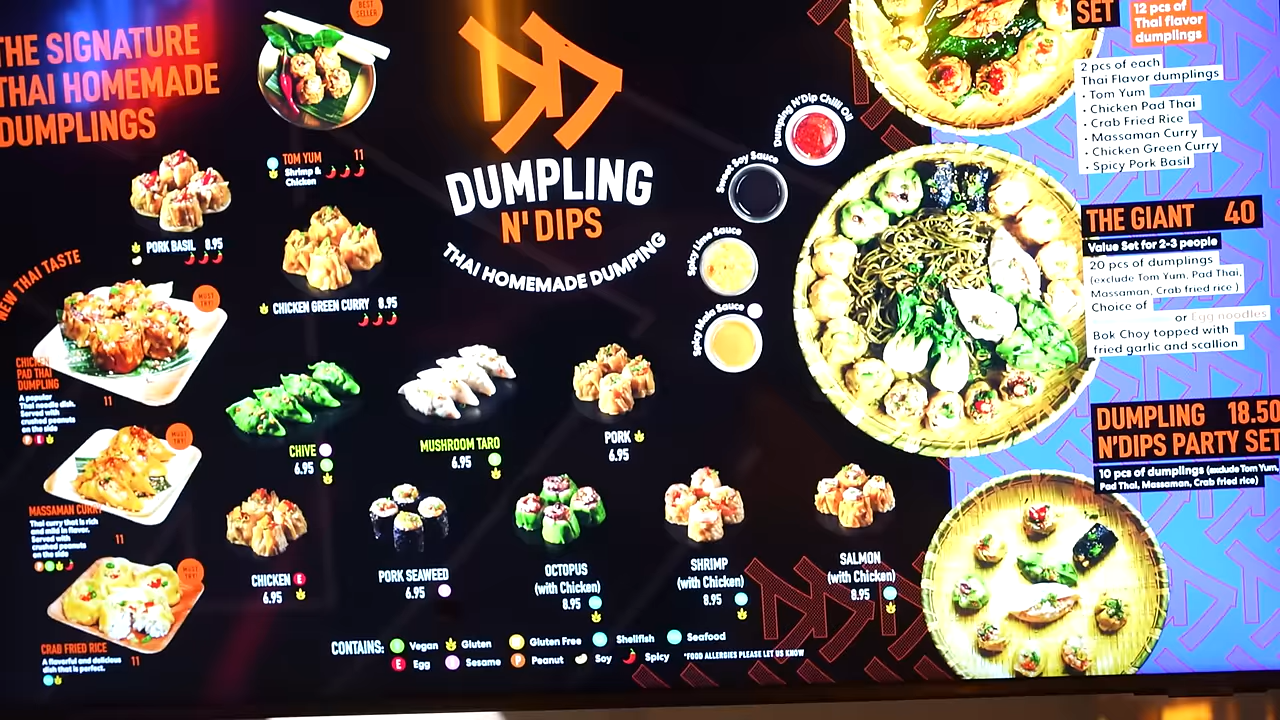 THE SIGNATURE
THAI HOMEMADE
DUMPLINGS
BEST
SELLER
TOM YUM 11
Shrimp &
Chicken
PORK BASIL 8.95
CHICKEN GREEN CURRY 8.95
NEW THAI TASTE
MUST
TRY!
CHICKEN
PAD THAI
DUMPLING
A popular
Thai noodle dish.
Served with
crushed peanuts
on the side
11
MUST
TRY!
MASSAMAN CURRY
Thai curry that is rich
and mild in flavor.
Served with
crushed peanuts
on the side
11
MUST
TRY!
CRAB FRIED RICE
A flavorful and delicious
dish that is perfect.
11
DUMPLING
N' DIPS
THAI HOMEMADE DUMPING
Dumpling N'Dip Chilli Oil
Sweet Soy Sauce
Spicy Lime Sauce
Spicy Mala Sauce
CHIVE
6.95
MUSHROOM TARO
6.95
PORK
6.95
CHICKEN E
6.95
PORK SEAWEED
6.95
OCTOPUS
(with Chicken)
8.95
SHRIMP
(with Chicken)
8.95
SALMON
(with Chicken)
8.95
CONTAINS: Vegan Gluten Gluten Free Shellfish Seafood
E Egg S Sesame P Peanut Soy Spicy *FOOD ALLERGIES PLEASE LET US KNOW
SET
12 pcs of
Thai flavor
dumplings
2 pcs of each
Thai Flavor dumplings
• Tom Yum
• Chicken Pad Thai
• Crab Fried Rice
• Massaman Curry
• Chicken Green Curry
• Spicy Pork Basil
THE GIANT 40
Value Set for 2-3 people
20 pcs of dumplings
(exclude Tom Yum, Pad Thai,
Massaman, Crab fried rice )
Choice of
or Egg noodles
Bok Choy topped with
fried garlic and scallion
DUMPLING 18.50
N'DIPS PARTY SET
10 pcs of dumplings (exclude Tom Yum,
Pad Thai, Massaman, Crab fried rice)